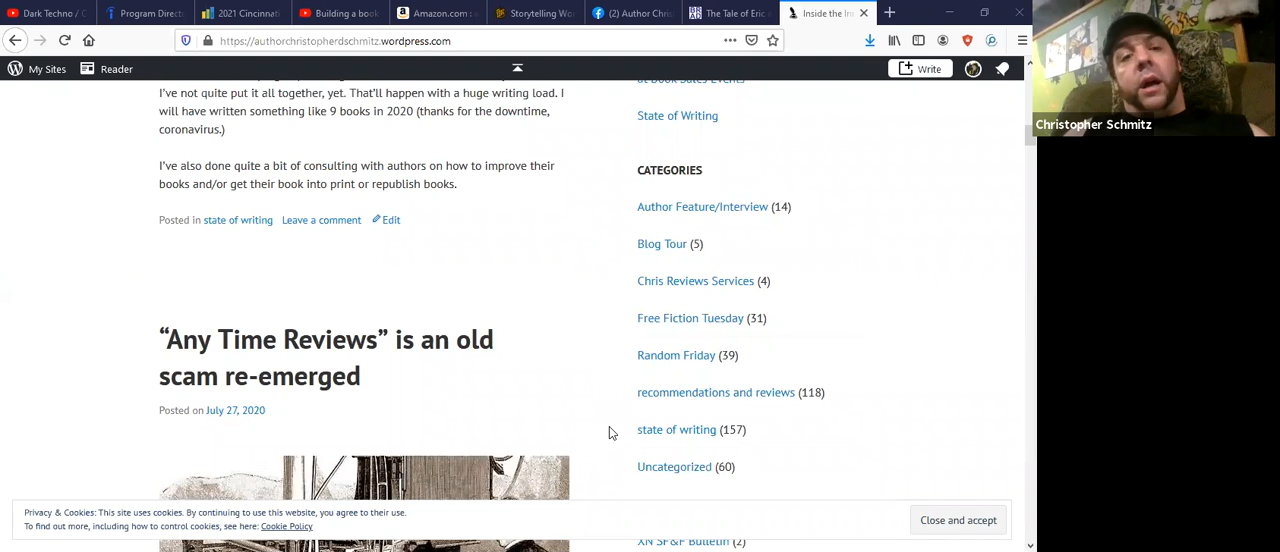 Dark Techno / C
Program Direct
2021 Cincinnat
Building a book
Amazon.com :
Storytelling Wo
(2) Author Chris
The Tale of Eric
Inside the In
https://authorchristopherdschmitz.wordpress.com
My Sites
Reader
Write
I've not quite put it all together, yet. That'll happen with a huge writing load. I
will have written something like 9 books in 2020 (thanks for the downtime,
coronavirus.)
I've also done quite a bit of consulting with authors on how to improve their
books and/or get their book into print or republish books.
Posted in state of writing Leave a comment Edit
“Any Time Reviews” is an old
scam re-emerged
Posted on July 27, 2020
at Book Sales Events
State of Writing
CATEGORIES
Author Feature/Interview (14)
Blog Tour (5)
Chris Reviews Services (4)
Free Fiction Tuesday (31)
Random Friday (39)
recommendations and reviews (118)
state of writing (157)
Uncategorized (60)
XN SF&F Bulletin (2)
Privacy & Cookies: This site uses cookies. By continuing to use this website, you agree to their use.
To find out more, including how to control cookies, see here: Cookie Policy
Close and accept
Christopher Schmitz